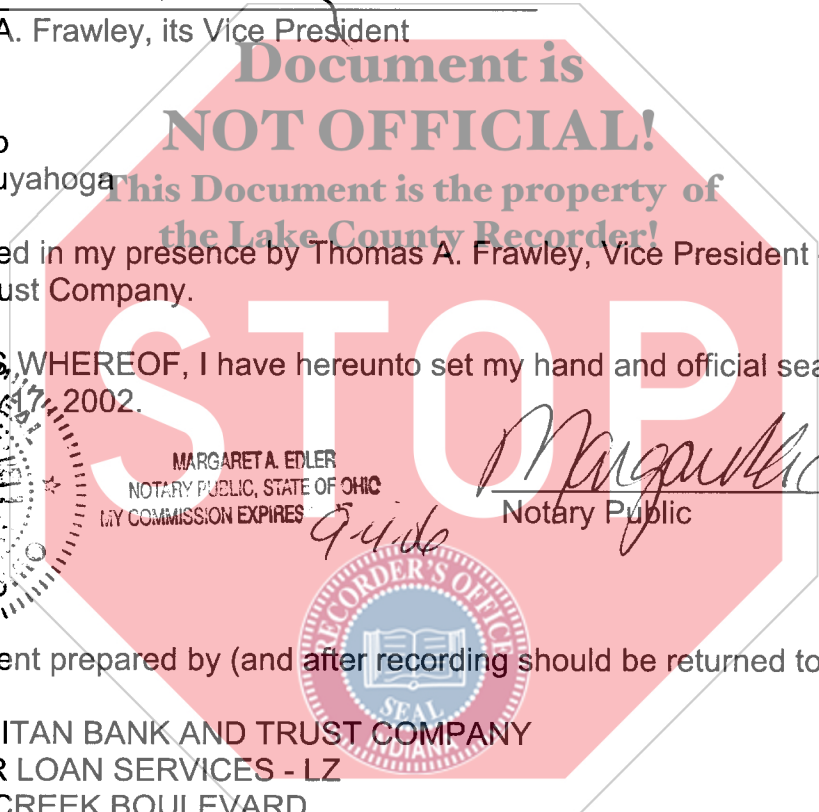 A. Frawley, its Vice President
Document is
NOT OFFICIAL!
uyahoga
This Document is the property of
the Lake County Recorder!
ed in my presence by Thomas A. Frawley, Vice President
ust Company.
STOP
S WHEREOF, I have hereunto set my hand and official sea
17, 2002.
MARGARET A. EDLER
NOTARY PUBLIC, STATE OF OHIO
MY COMMISSION EXPIRES
Notary Public
RECORDER'S OFFICE
SEAL
INDIANA
ent prepared by (and after recording should be returned to
ITAN BANK AND TRUST COMPANY
R LOAN SERVICES - LZ
CREEK BOULEVARD